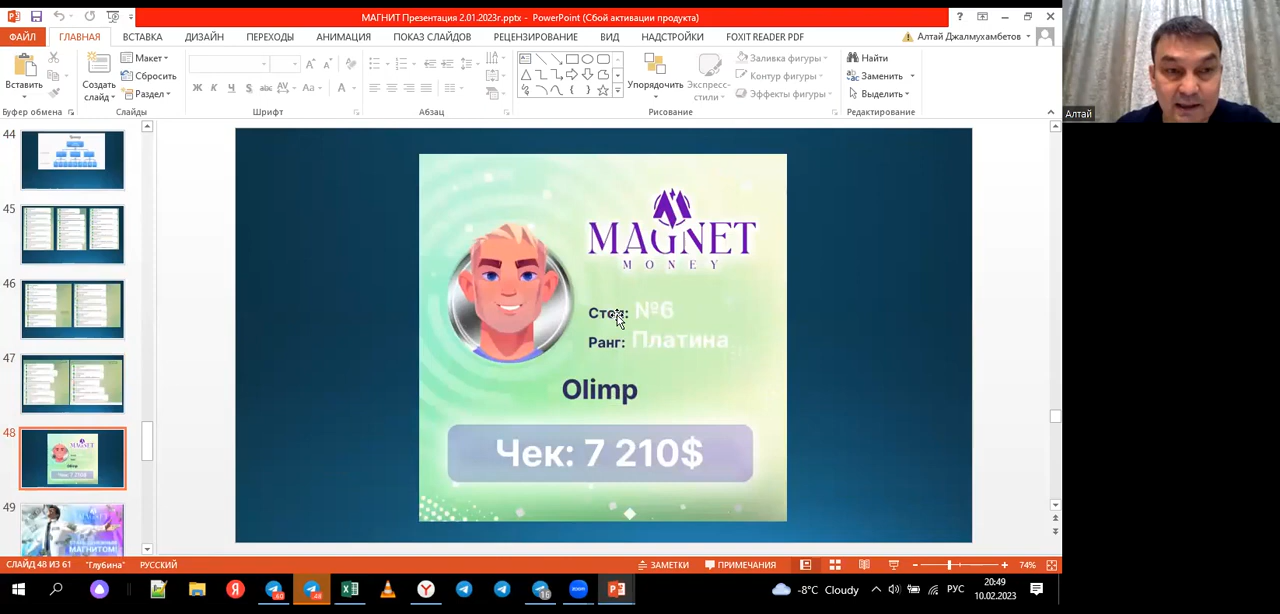 МАГНИТ Презентация 2.01.2023г.pptx - PowerPoint (Сбой активации продукта)
ФАЙЛ ГЛАВНАЯ ВСТАВКА ДИЗАЙН ПЕРЕХОДЫ АНИМАЦИЯ ПОКАЗ СЛАЙДОВ РЕЦЕНЗИРОВАНИЕ ВИД НАДСТРОЙКИ FOXIT READER PDF Алтай Джалмухамбетов
Вставить
Создать слайд
Макет
Сбросить
Раздел
Ж К Ч S abc AV Aa A
Упорядочить
Экспресс-стили
Заливка фигуры
Контур фигуры
Эффекты фигуры
Найти
Заменить
Выделить
Буфер обмена Слайды Шрифт Абзац Рисование Редактирование
Алтай
44
45
46
47
48
49
MAGNET
MONEY
Стол: №6
Ранг: Платина
Olimp
Чек: 7 210$
СЛАЙД 48 ИЗ 61 "Глубина" РУССКИЙ ЗАМЕТКИ ПРИМЕЧАНИЯ 74%
-8°C Cloudy РУС 20:49
10.02.2023